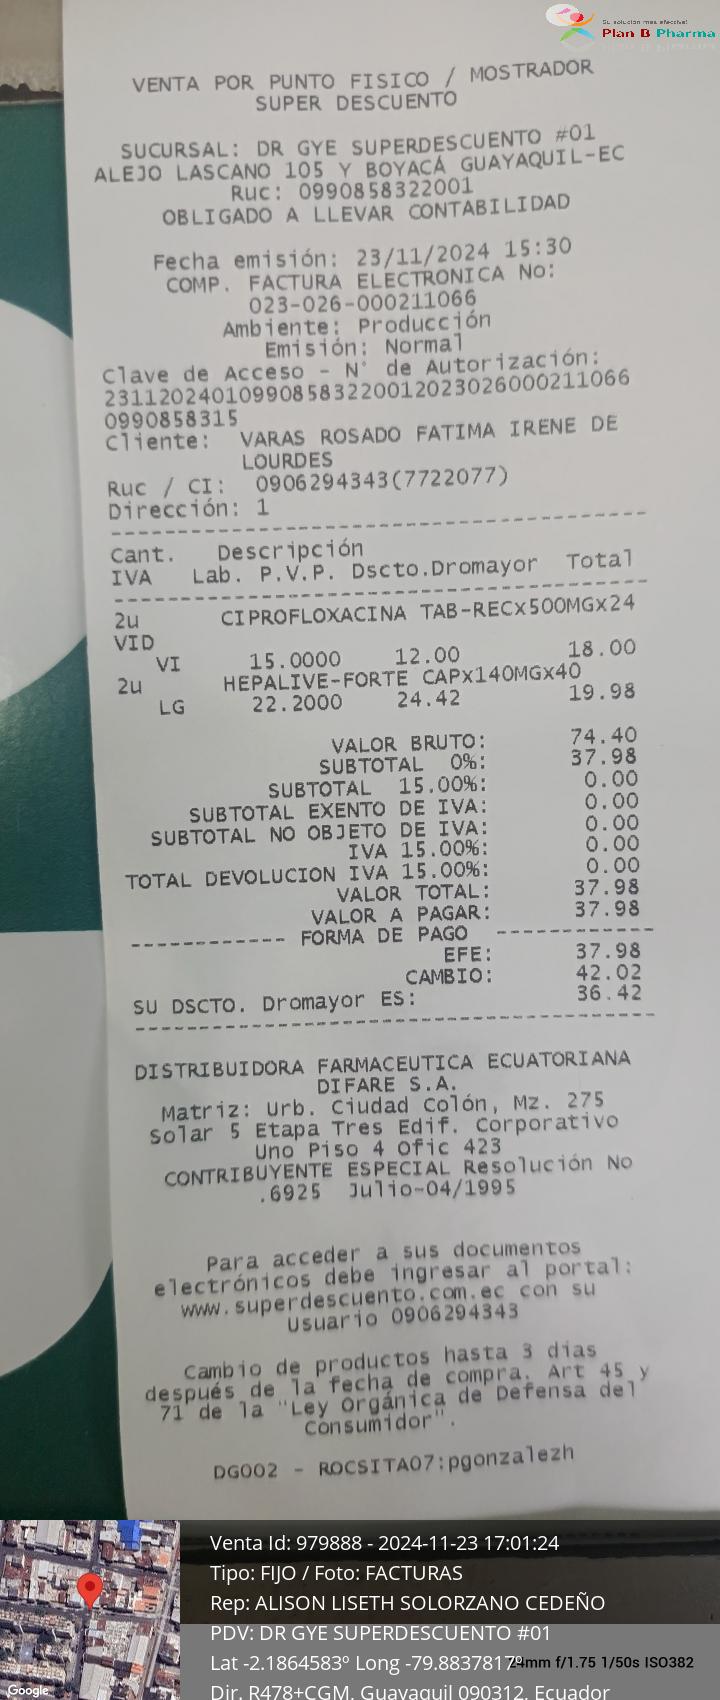 Su solución más efectiva!
Plan B Pharma
VENTA POR PUNTO FISICO / MOSTRADOR
SUPER DESCUENTO
SUCURSAL: DR GYE SUPERDESCUENTO #01
ALEJO LASCANO 105 Y BOYACÁ GUAYAQUIL-EC
Ruc: 0990858322001
OBLIGADO A LLEVAR CONTABILIDAD
Fecha emisión: 23/11/2024 15:30
COMP. FACTURA ELECTRONICA No:
023-026-000211066
Ambiente: Producción
Emisión: Normal
Clave de Acceso - N° de Autorización:
231120240109908583220012023026000211066
0990858315
Cliente: VARAS ROSADO FATIMA IRENE DE
LOURDES
Ruc / CI: 0906294343(7722077)
Dirección: 1
Cant. Descripción
IVA Lab. P.V.P. Dscto.Dromayor Total
2u CIPROFLOXACINA TAB-RECx500MGx24
VID
VI 15.0000 12.00 18.00
2u HEPALIVE-FORTE CAPx140MGx40
LG 22.2000 24.42 19.98
VALOR BRUTO: 74.40
SUBTOTAL 0%: 37.98
SUBTOTAL 15.00%: 0.00
SUBTOTAL EXENTO DE IVA: 0.00
SUBTOTAL NO OBJETO DE IVA: 0.00
IVA 15.00%: 0.00
TOTAL DEVOLUCION IVA 15.00%: 0.00
VALOR TOTAL: 37.98
VALOR A PAGAR: 37.98
------------ FORMA DE PAGO ------------
EFE: 37.98
CAMBIO: 42.02
SU DSCTO. Dromayor ES: 36.42
DISTRIBUIDORA FARMACEUTICA ECUATORIANA
DIFARE S.A.
Matriz: Urb. Ciudad Colón, Mz. 275
Solar 5 Etapa Tres Edif. Corporativo
Uno Piso 4 Ofic 423
CONTRIBUYENTE ESPECIAL Resolución No
.6925 Julio-04/1995
Para acceder a sus documentos
electrónicos debe ingresar al portal:
www.superdescuento.com.ec con su
Usuario 0906294343
Cambio de productos hasta 3 dias
después de la fecha de compra. Art 45 y
71 de la "Ley Orgánica de Defensa del
Consumidor".
DG002 - ROCSITA07:pgonzalezh
Venta Id: 979888 - 2024-11-23 17:01:24
Tipo: FIJO / Foto: FACTURAS
Rep: ALISON LISETH SOLORZANO CEDEÑO
PDV: DR GYE SUPERDESCUENTO #01
Lat -2.1864583º Long -79.8837817º
24mm f/1.75 1/50s ISO382
Dir. R478+CGM, Guayaquil 090312, Ecuador
Google